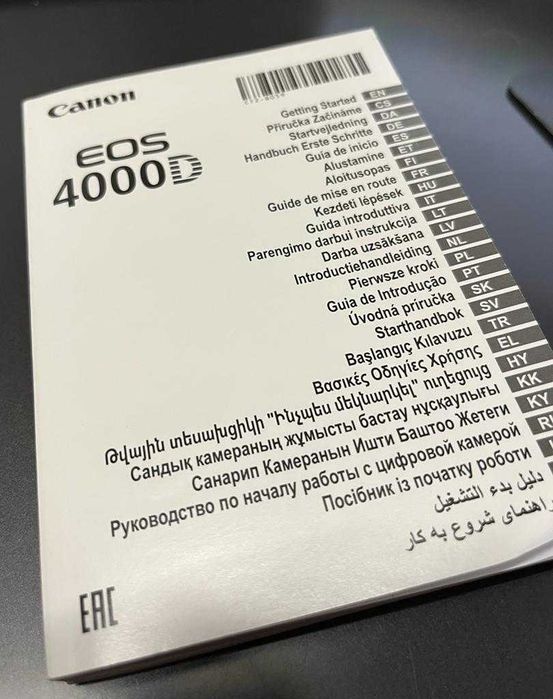 Canon
EOS
4000D
Getting Started EN
Příručka Začínáme CS
Startvejledning DA
Handbuch Erste Schritte DE
Guía de inicio ES
Alustamine ET
Aloitusopas FI
Guide de mise en route FR
Kezdeti lépések HU
Guida introduttiva IT
Parengimo darbui instrukcija LT
Darba uzsākšana LV
Introductiehandleiding NL
Pierwsze kroki PL
Guia de Introdução PT
Úvodná príručka SK
Starthandbok SV
Başlangıç Kılavuzu TR
Βασικές Οδηγίες Χρήσης EL
Թվային տեսախցիկի "Ինչպես մեկնարկել" ուղեցույց HY
Сандық камераның жұмысты бастау нұсқаулығы KK
Санарип Камеранын Ишти Баштоо Жетеги KY
Руководство по началу работы с цифровой камерой
Посібник із початку роботи
دليل بدء التشغيل
راهنمای شروع به کار
EAC